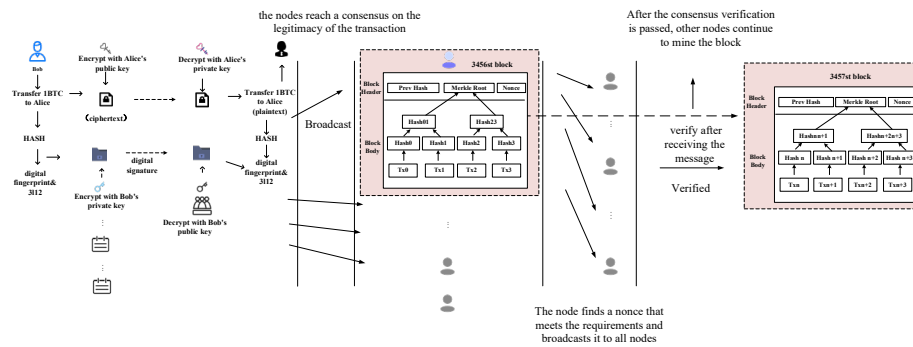 the nodes reach a consensus on the
legitimacy of the transaction
Bob
Transfer 1BTC
to Alice
HASH
digital
fingerprint&
3112
Encrypt with Alice's
public key
(ciphertext)
Decrypt with Alice's
private key
Transfer 1BTC
to Alice
(plaintext)
HASH
digital
fingerprint&
3112
digital
signature
Encrypt with Bob's
private key
Decrypt with Bob's
public key
Broadcast
3456st block
Block
Header
Prev Hash
Merkle Root
Nonce
Hash01
Hash23
Block
Body
Hash0
Hash1
Hash2
Hash3
Tx0
Tx1
Tx2
Tx3
The node finds a nonce that
meets the requirements and
broadcasts it to all nodes
After the consensus verification
is passed, other nodes continue
to mine the block
verify after
receiving the
message
Verified
3457st block
Block
Header
Prev Hash
Merkle Root
Nonce
Hashnn+1
Hashn+2n+3
Block
Body
Hash n
Hash n+1
Hash n+2
Hash n+3
Txn
Txn+1
Txn+2
Txn+3